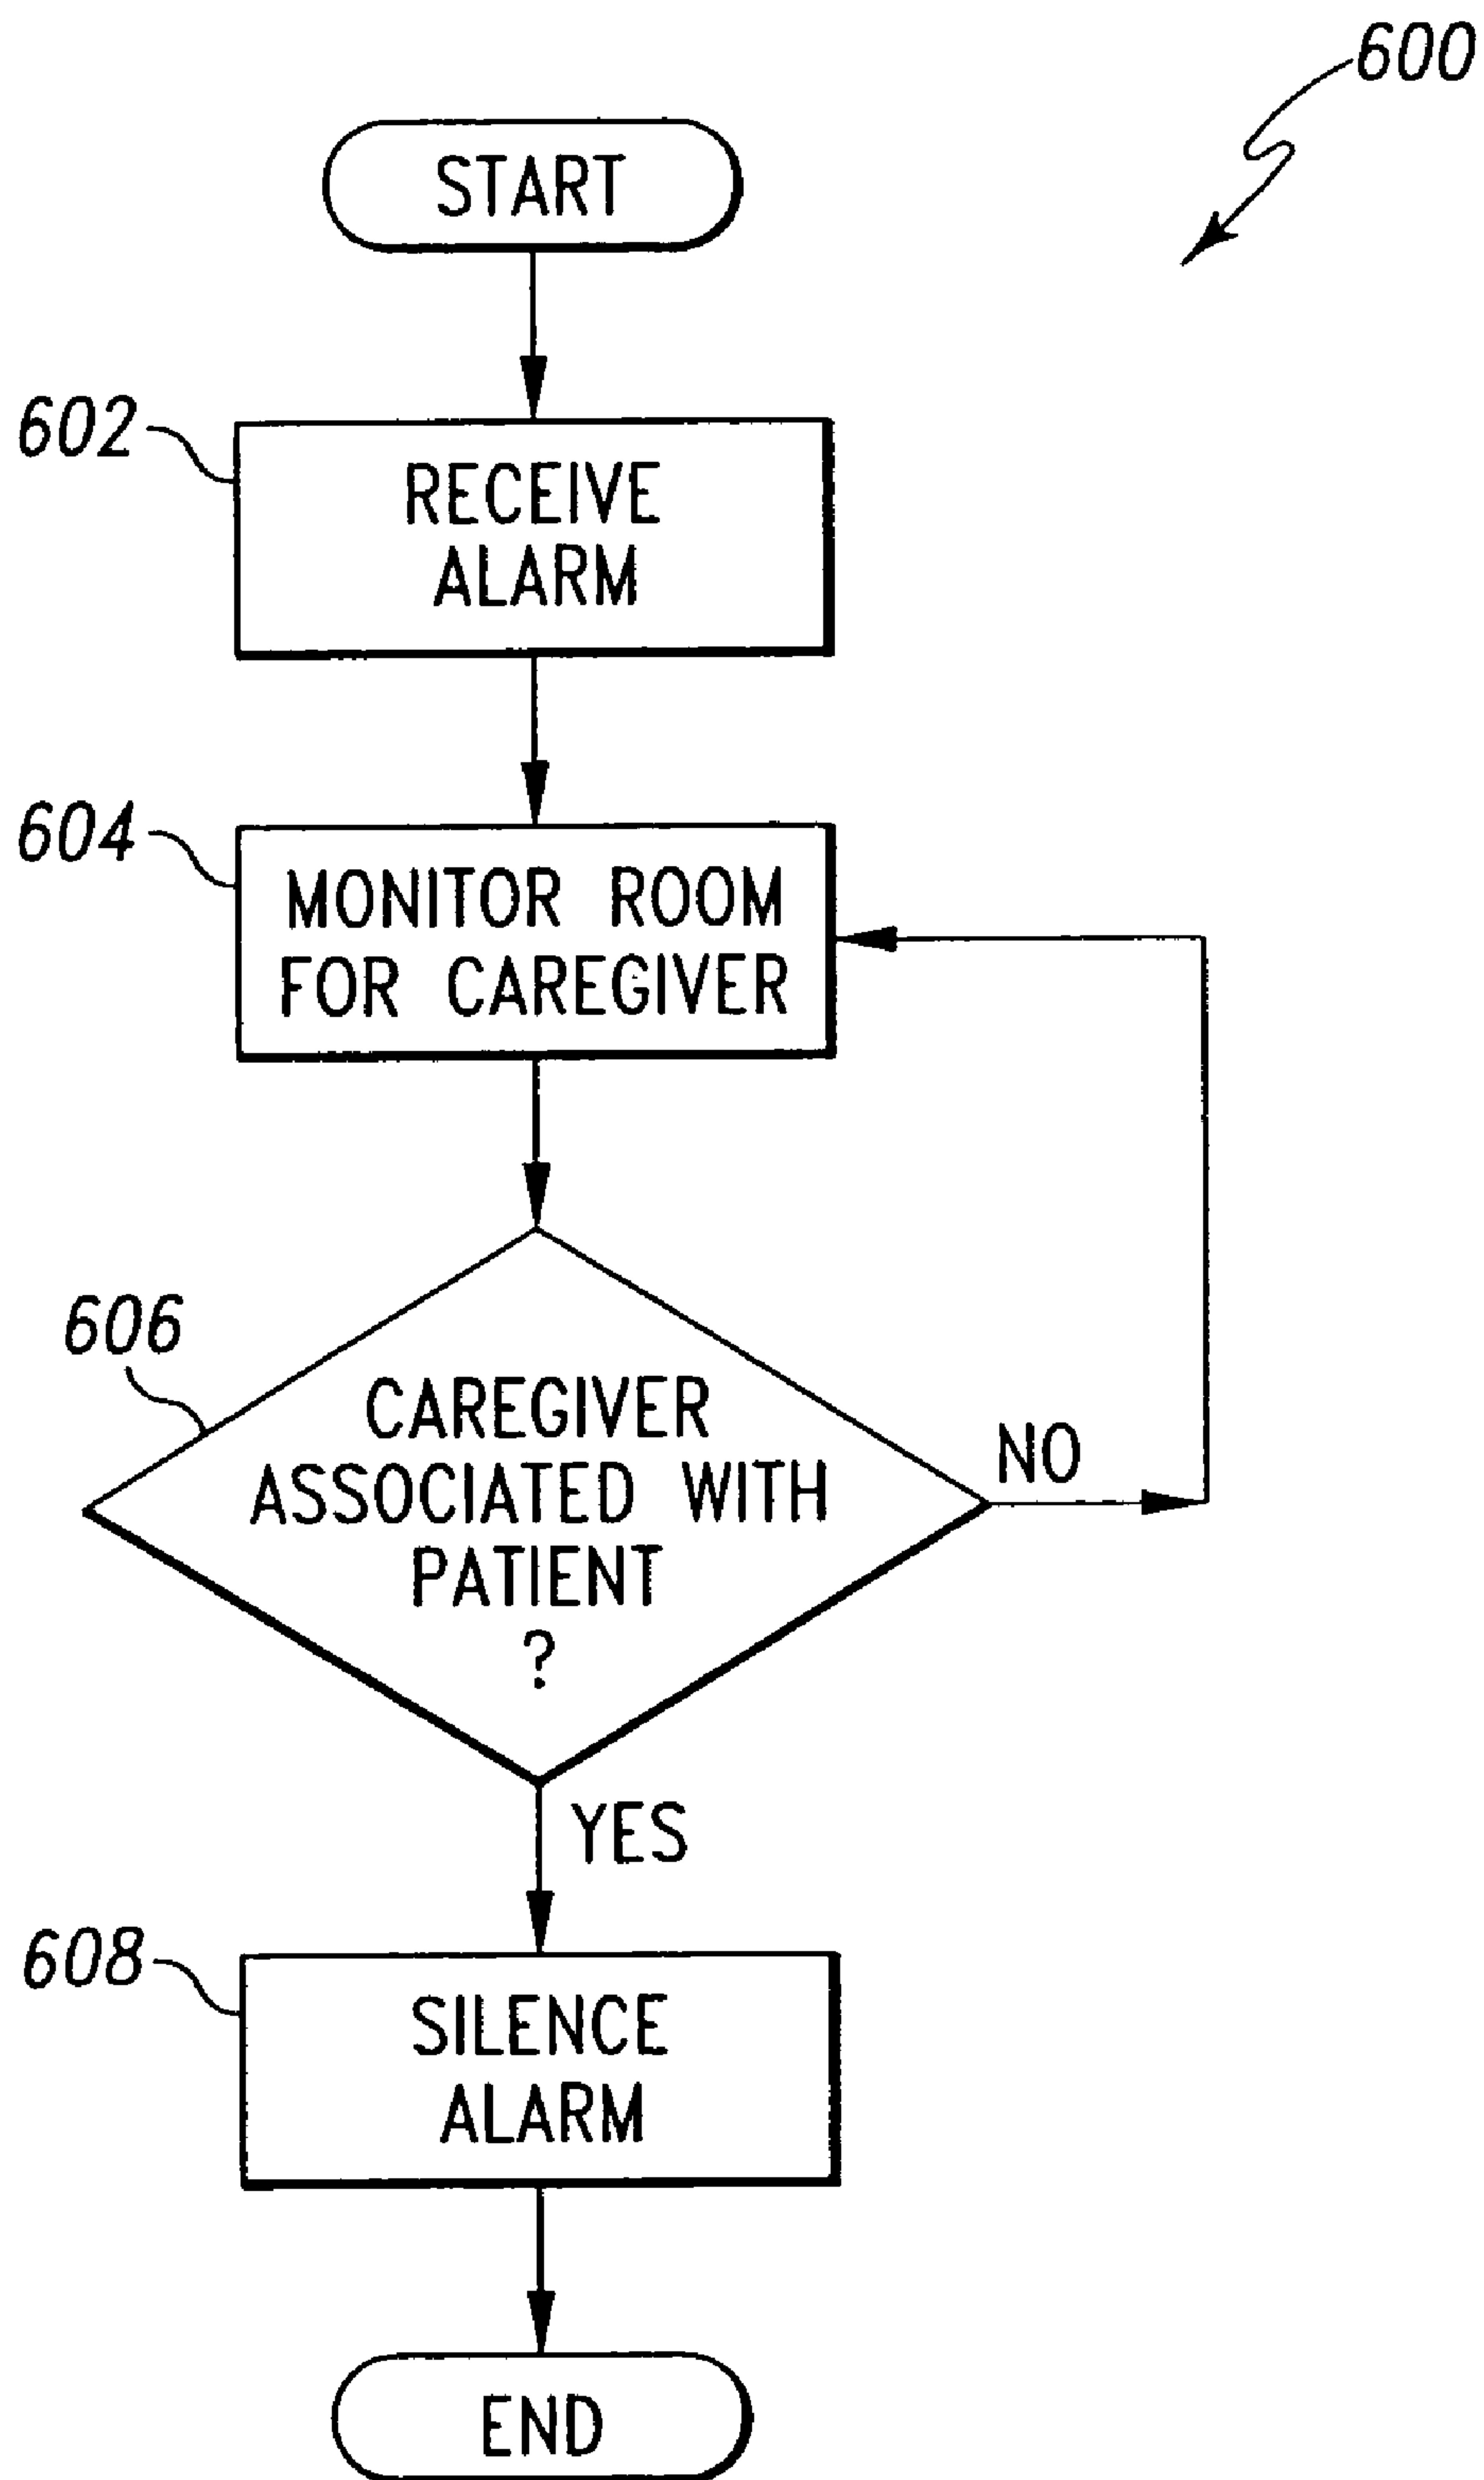 600
START
602
RECEIVE
ALARM
604
MONITOR ROOM
FOR CAREGIVER
606
CAREGIVER
ASSOCIATED WITH
PATIENT
?
NO
YES
608
SILENCE
ALARM
END